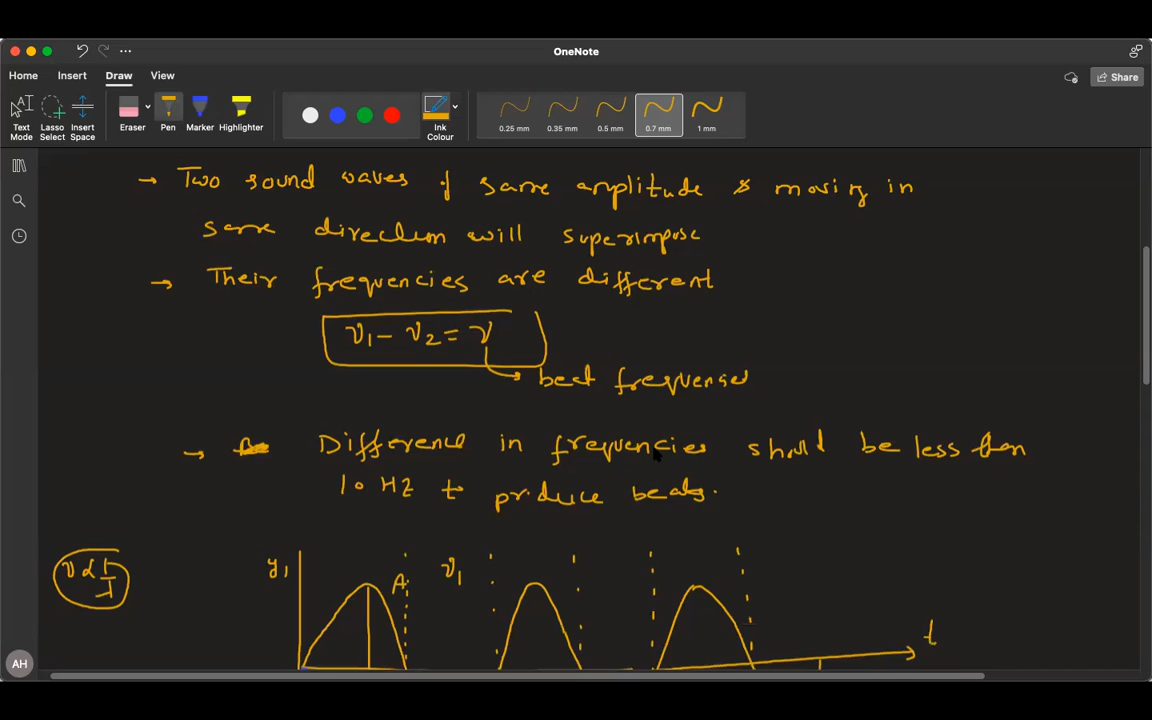 OneNote
Home Insert Draw View
Share
Text Mode Lasso Select Insert Space Eraser Pen Marker Highlighter Ink Colour 0.25 mm 0.35 mm 0.5 mm 0.7 mm 1 mm
→ Two sound waves of same amplitude & moving in
same direction will superimpose
→ Their frequencies are different
ν1 − ν2 = ν
→ beat frequencies
→ Difference in frequencies should be less then
10 HZ to produce beats.
ν ∝ 1/T
y1 A ν1
t
AH